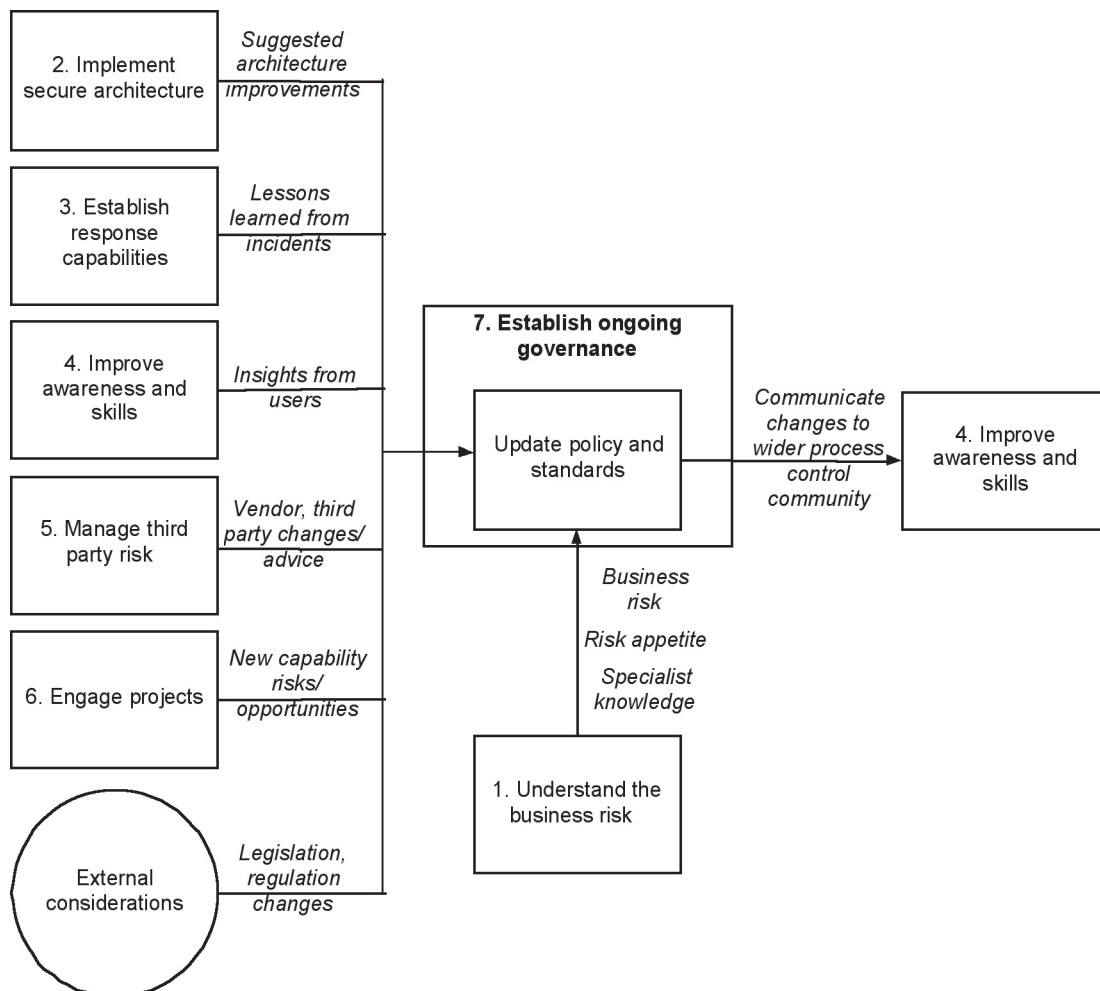 2. Implement
secure architecture
Suggested
architecture
improvements
3. Establish
response
capabilities
Lessons
learned from
incidents
4. Improve
awareness and
skills
Insights from
users
5. Manage third
party risk
Vendor, third
party changes/
advice
6. Engage projects
New capability
risks/
opportunities
External
considerations
Legislation,
regulation
changes
7. Establish ongoing
governance
Update policy and
standards
Business
risk
Risk appetite
Specialist
knowledge
1. Understand the
business risk
Communicate
changes to
wider process
control
community
4. Improve
awareness and
skills